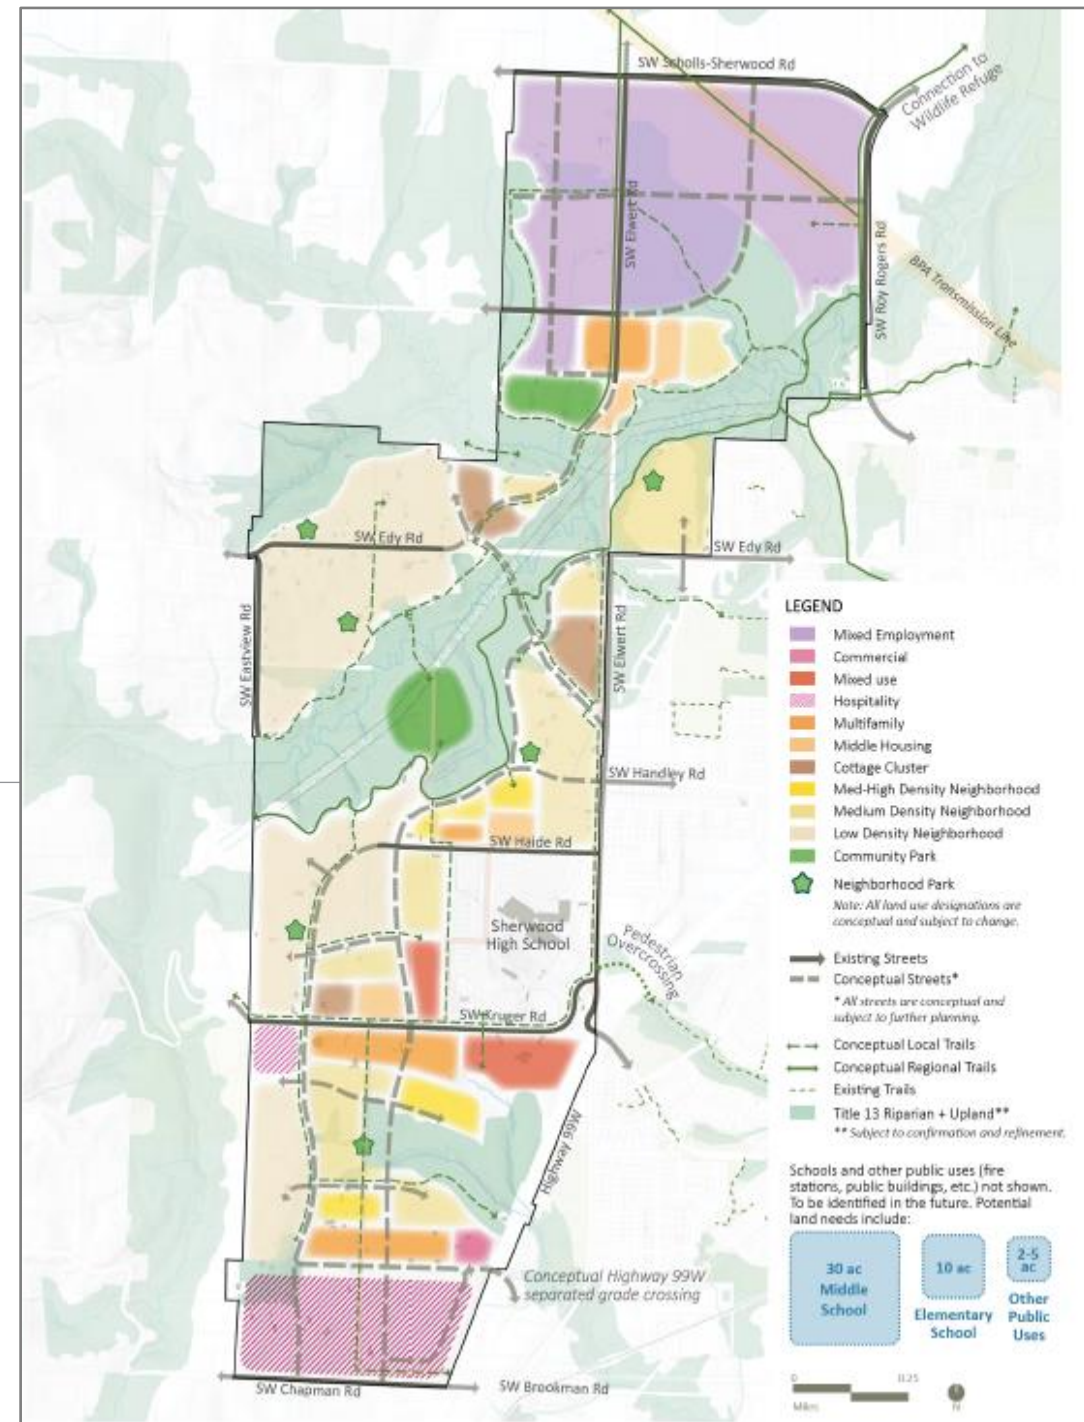 SW Scholls-Sherwood Rd
Connection to
Wildlife Refuge
SW Elwert Rd
SW Roy Rogers Rd
BPA Transmission Line
SW Edy Rd
SW Edy Rd
SW Eastview Rd
SW Elwert Rd
SW Handley Rd
SW Haide Rd
Sherwood
High School
Pedestrian
Overcrossing
SW Kruger Rd
Highway 99W
Conceptual Highway 99W
separated grade crossing
SW Chapman Rd
SW Brookman Rd
LEGEND
Mixed Employment
Commercial
Mixed use
Hospitality
Multifamily
Middle Housing
Cottage Cluster
Med-High Density Neighborhood
Medium Density Neighborhood
Low Density Neighborhood
Community Park
Neighborhood Park
Note: All land use designations are
conceptual and subject to change.
Existing Streets
Conceptual Streets*
* All streets are conceptual and
subject to further planning.
Conceptual Local Trails
Conceptual Regional Trails
Existing Trails
Title 13 Riparian + Upland**
** Subject to confirmation and refinement.
Schools and other public uses (fire
stations, public buildings, etc.) not shown.
To be identified in the future. Potential
land needs include:
30 ac
Middle
School
10 ac
Elementary
School
2-5
ac
Other
Public
Uses
0 0.25
Miles
N